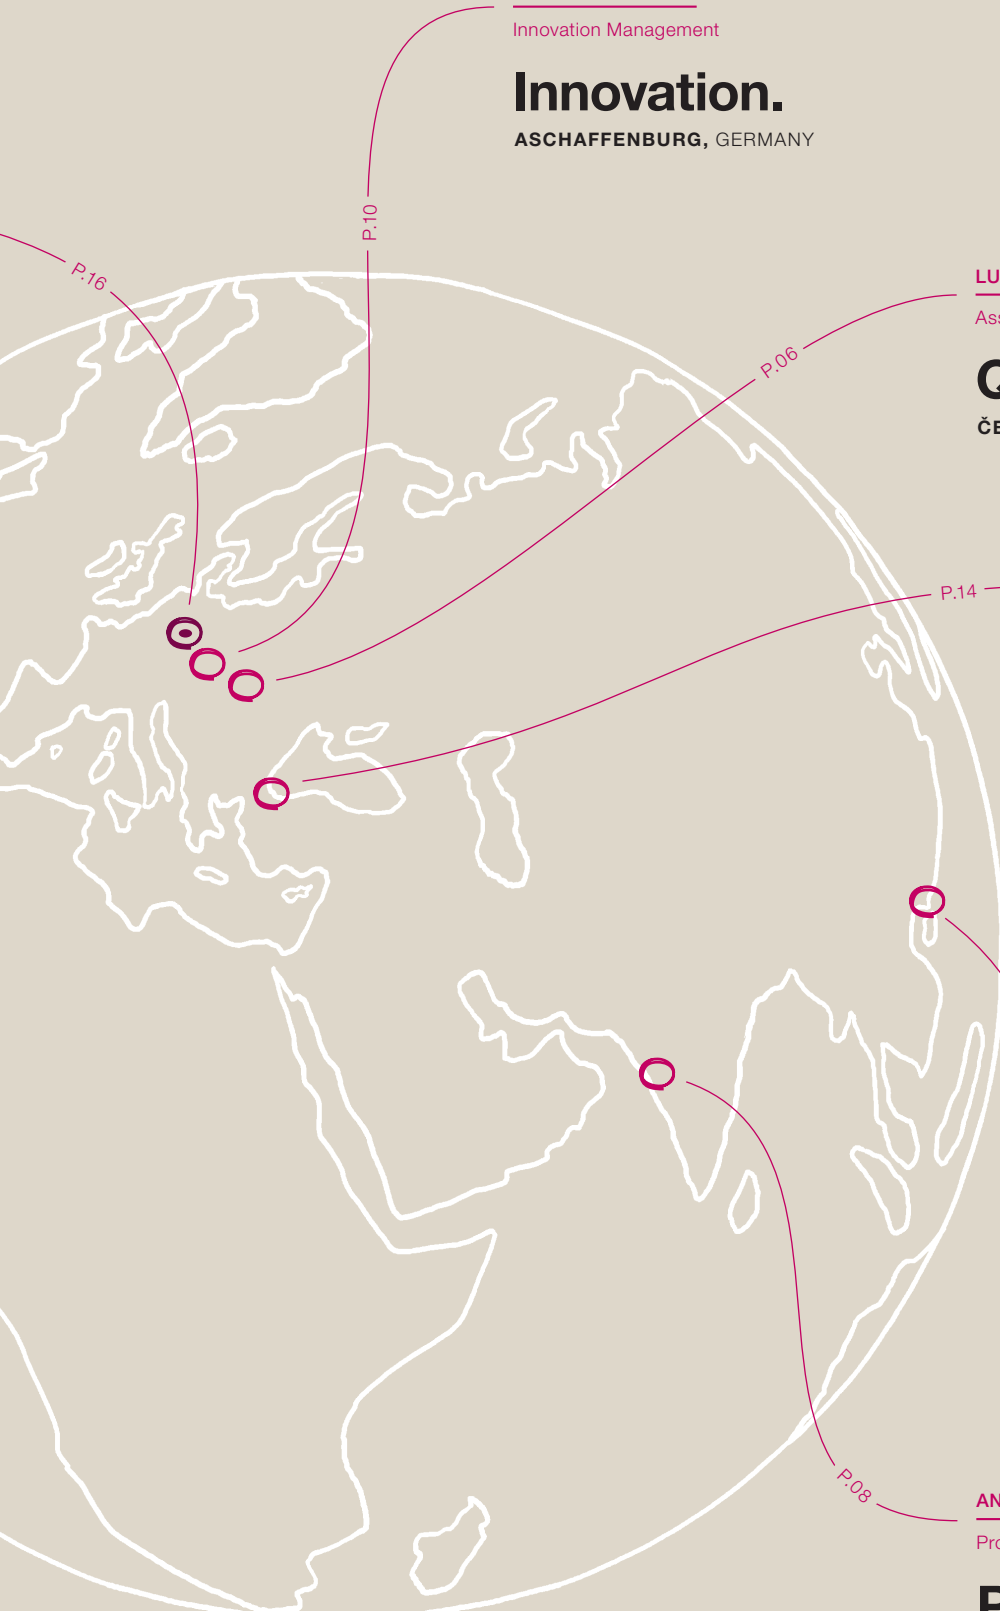 Innovation Management
Innovation.
ASCHAFFENBURG, GERMANY
P.10
P.16
LU
P.06
Ass
Q
ČE
P.14
P.08
AN
Pro